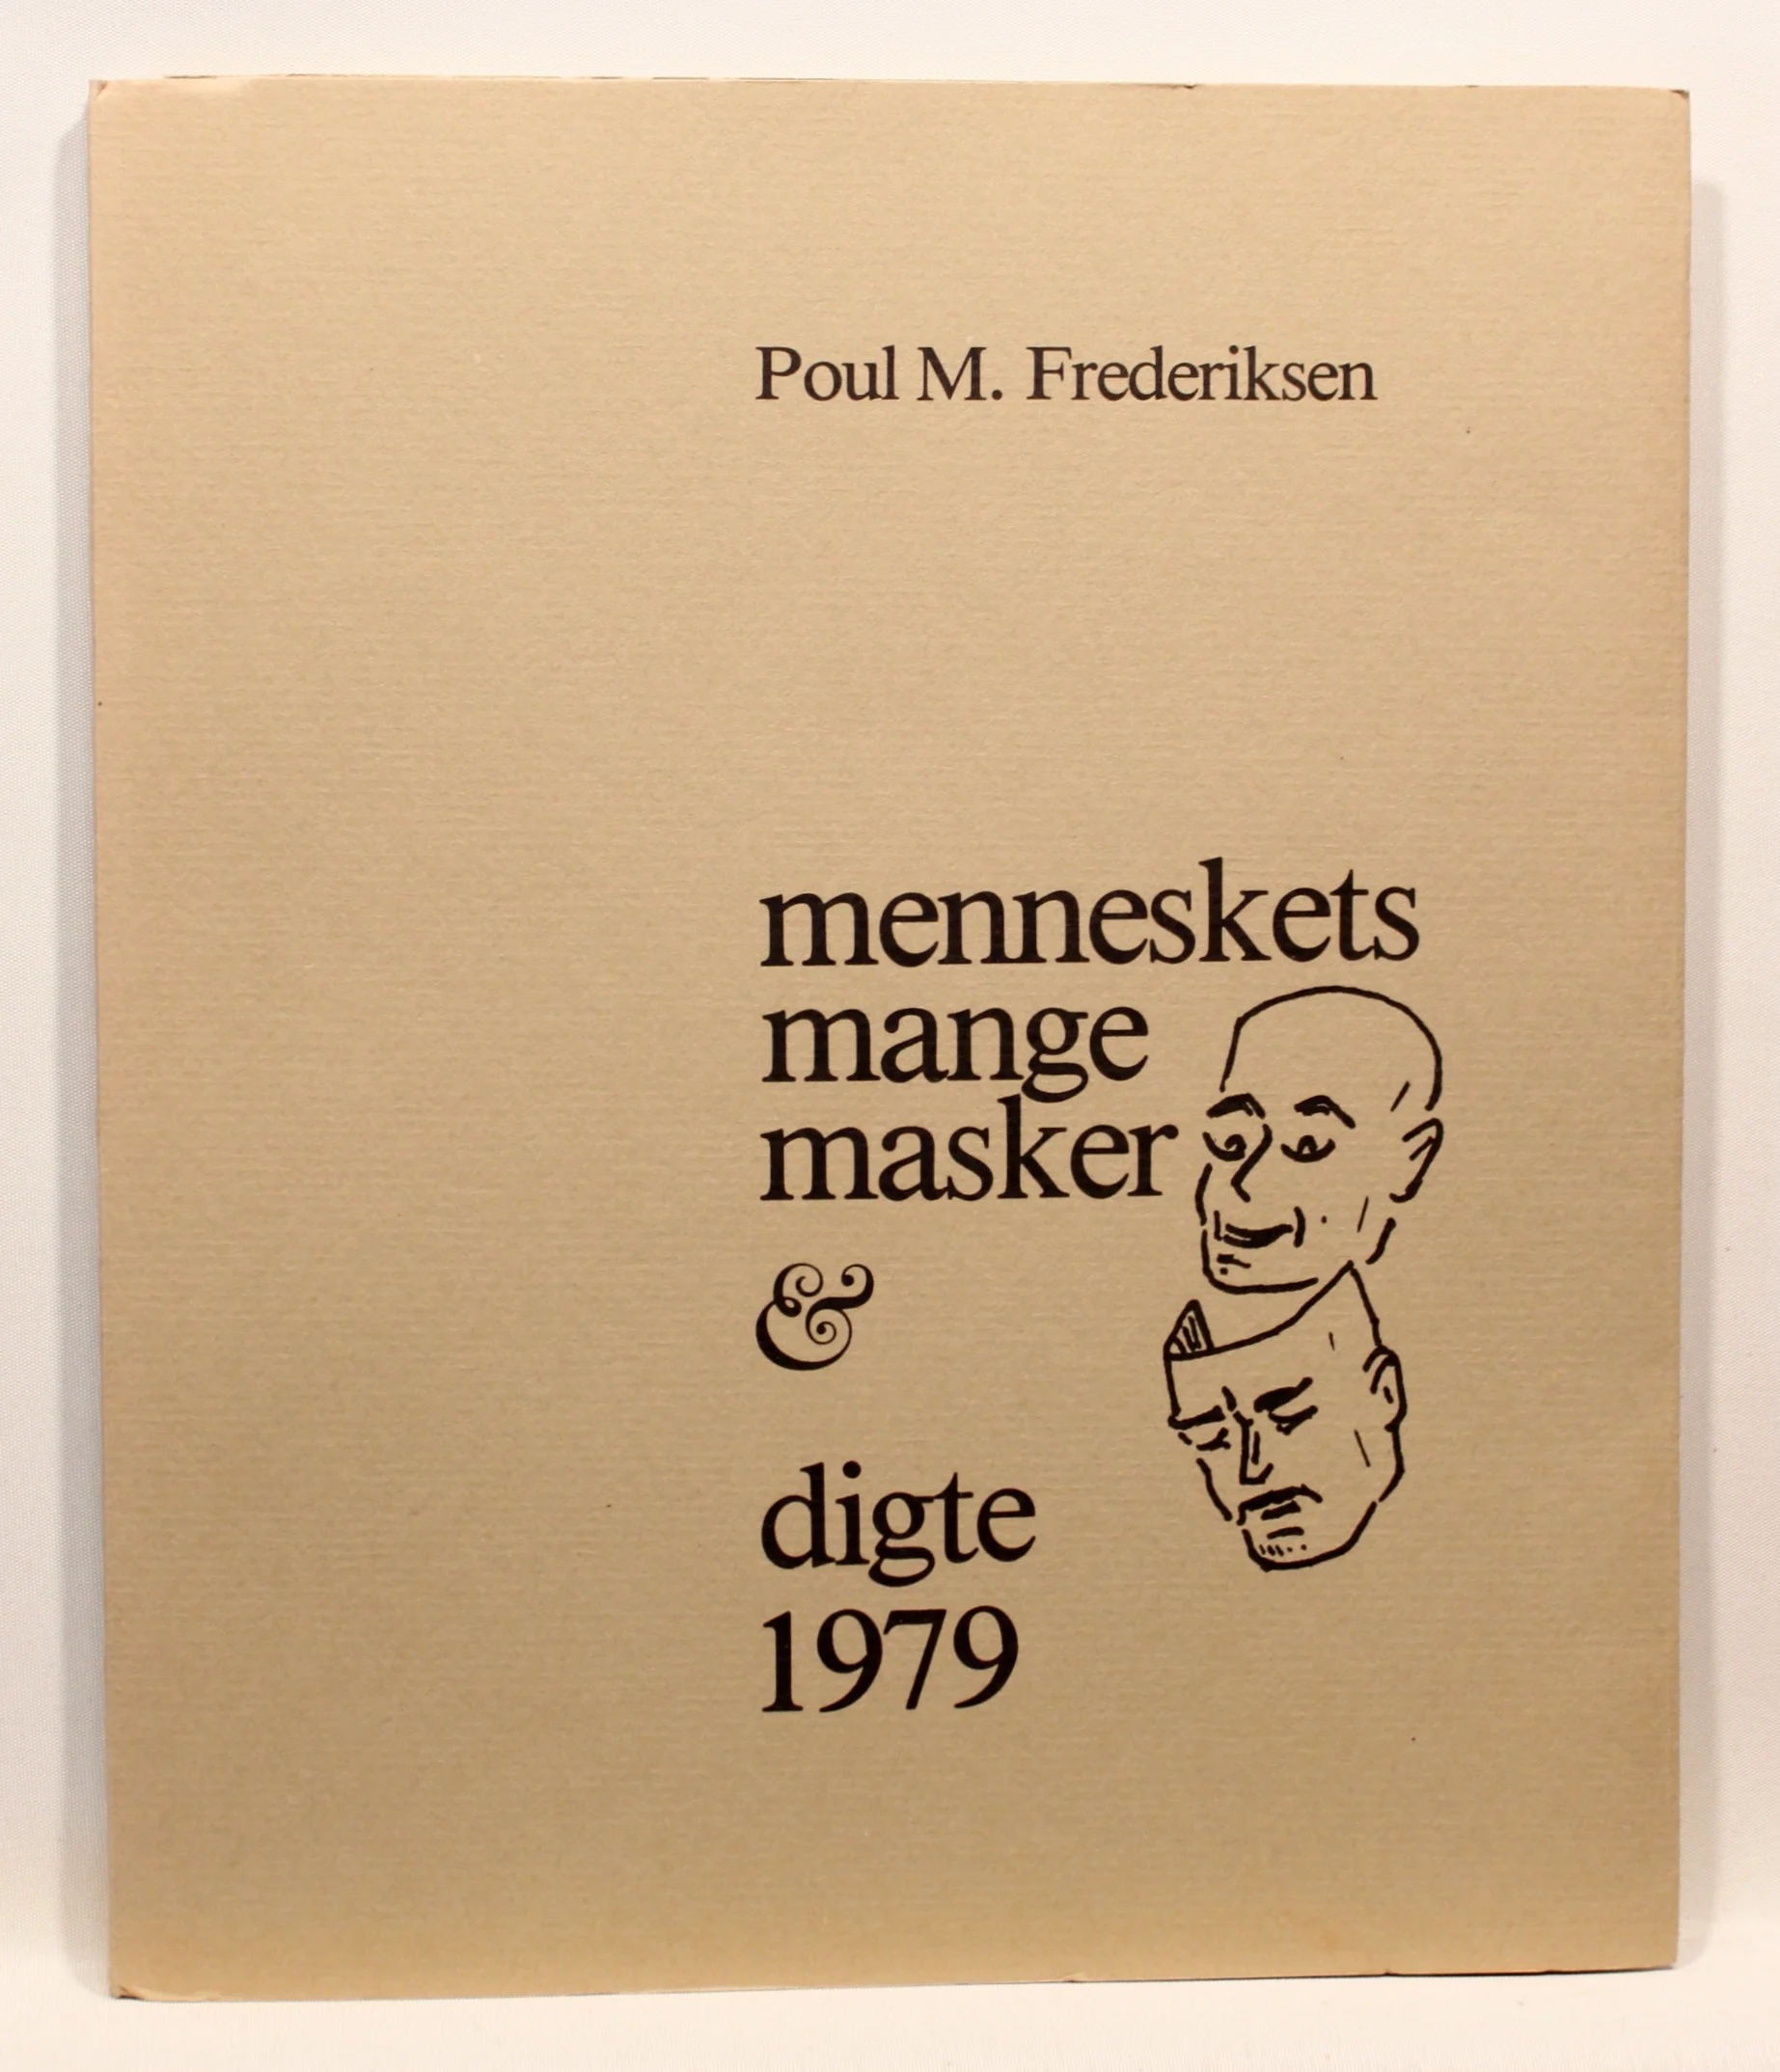 Poul M. Frederiksen
menneskets
mange
masker
&
digte
1979